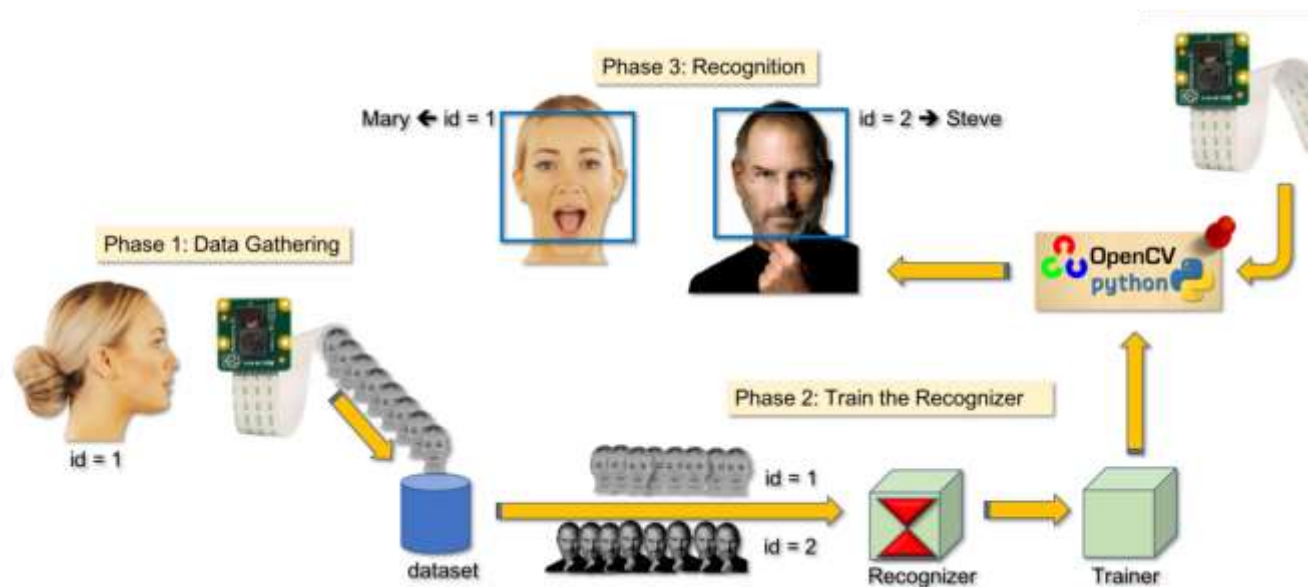 Phase 3: Recognition
Mary ← id = 1
id = 2 → Steve
Phase 1: Data Gathering
OpenCV
python
id = 1
Phase 2: Train the Recognizer
id = 1
id = 2
dataset
Recognizer
Trainer